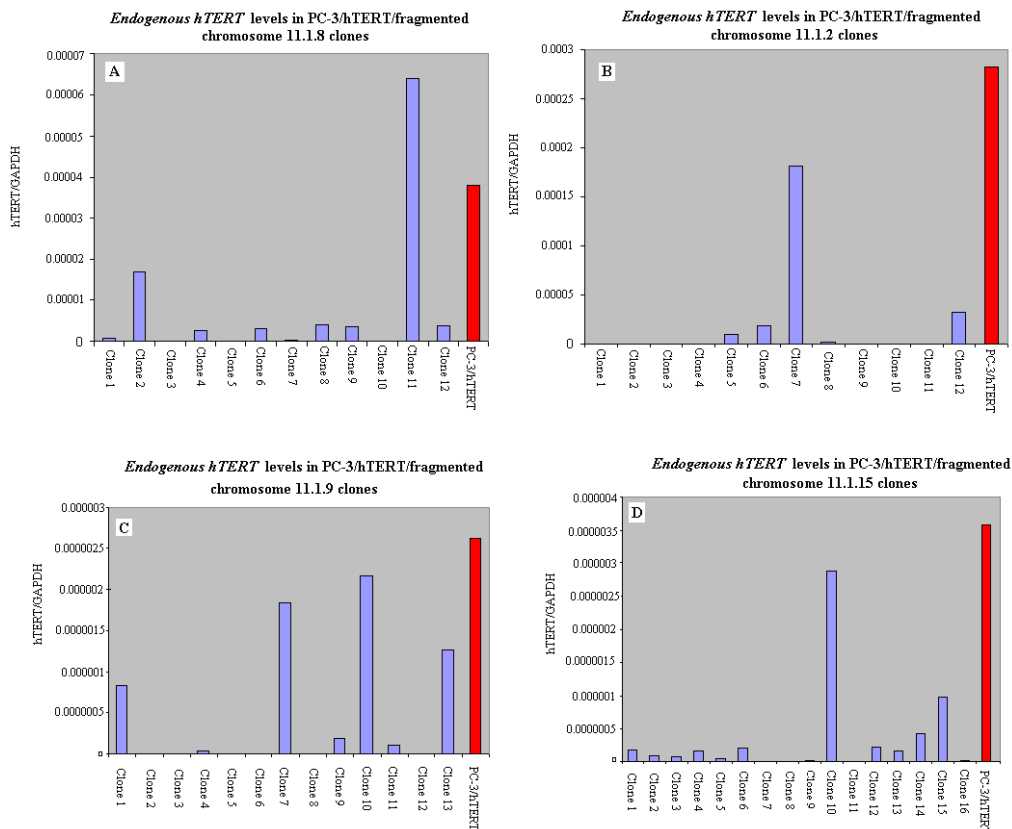 Endogenous hTERT levels in PC-3/hTERT/fragmented
chromosome 11.1.8 clones
A
hTERT/GAPDH
0.00007
0.00006
0.00005
0.00004
0.00003
0.00002
0.00001
0
Clone 1
Clone 2
Clone 3
Clone 4
Clone 5
Clone 6
Clone 7
Clone 8
Clone 9
Clone 10
Clone 11
Clone 12
PC-3/hTERT
Endogenous hTERT levels in PC-3/hTERT/fragmented
chromosome 11.1.2 clones
B
hTERT/GAPDH
0.0003
0.00025
0.0002
0.00015
0.0001
0.00005
0
Clone 1
Clone 2
Clone 3
Clone 4
Clone 5
Clone 6
Clone 7
Clone 8
Clone 9
Clone 10
Clone 11
Clone 12
PC-3/hTERT
Endogenous hTERT levels in PC-3/hTERT/fragmented
chromosome 11.1.9 clones
C
hTERT/GAPDH
0.000003
0.0000025
0.000002
0.0000015
0.000001
0.0000005
0
Clone 1
Clone 2
Clone 3
Clone 4
Clone 5
Clone 6
Clone 7
Clone 8
Clone 9
Clone 10
Clone 11
Clone 12
Clone 13
PC-3/hTERT
Endogenous hTERT levels in PC-3/hTERT/fragmented
chromosome 11.1.15 clones
D
hTERT/GAPDH
0.000004
0.0000035
0.000003
0.0000025
0.000002
0.0000015
0.000001
0.0000005
0
Clone 1
Clone 2
Clone 3
Clone 4
Clone 5
Clone 6
Clone 7
Clone 8
Clone 9
Clone 10
Clone 11
Clone 12
Clone 13
Clone 14
Clone 15
Clone 16
PC-3/hTERT